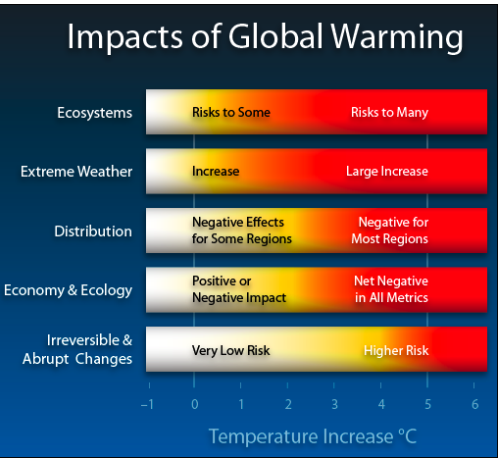 Impacts of Global Warming
Ecosystems
Risks to Some
Risks to Many
Extreme Weather
Increase
Large Increase
Distribution
Negative Effects
for Some Regions
Negative for
Most Regions
Economy & Ecology
Positive or
Negative Impact
Net Negative
in All Metrics
Irreversible &
Abrupt Changes
Very Low Risk
Higher Risk
–1 0 1 2 3 4 5 6
Temperature Increase °C